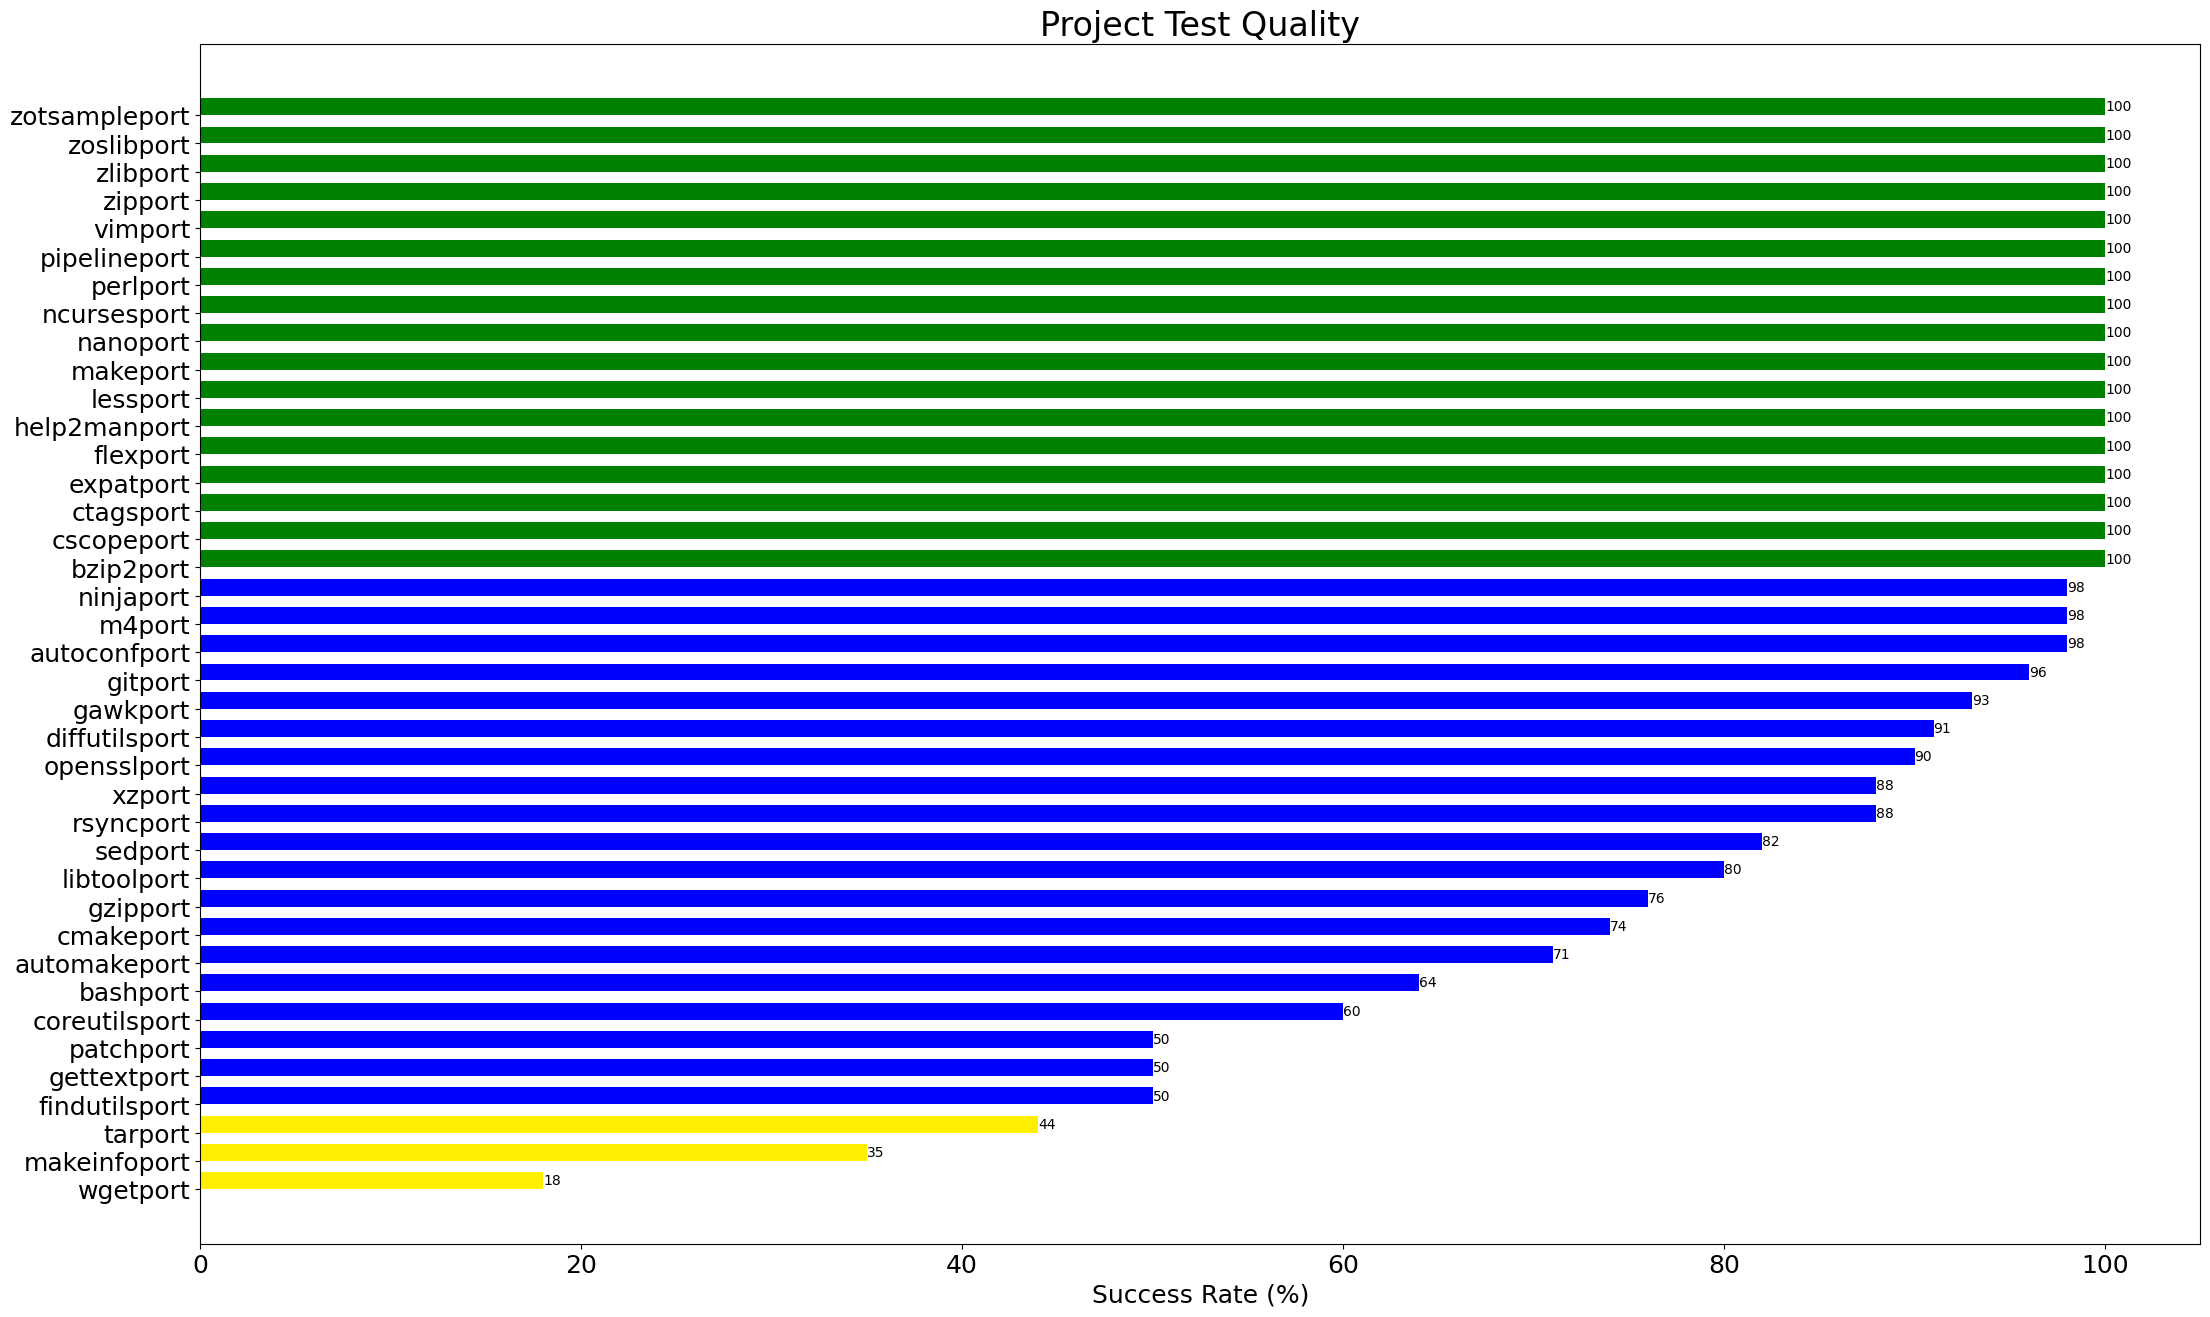 Project Test Quality
zotsampleport 100
zoslibport 100
zlibport 100
zipport 100
vimport 100
pipelineport 100
perlport 100
ncursesport 100
nanoport 100
makeport 100
lessport 100
help2manport 100
flexport 100
expatport 100
ctagsport 100
cscopeport 100
bzip2port 100
ninjaport 98
m4port 98
autoconfport 98
gitport 96
gawkport 93
diffutilsport 91
opensslport 90
xzport 88
rsyncport 88
sedport 82
libtoolport 80
gzipport 76
cmakeport 74
automakeport 71
bashport 64
coreutilsport 60
patchport 50
gettextport 50
findutilsport 50
tarport 44
makeinfoport 35
wgetport 18
0 20 40 60 80 100
Success Rate (%)